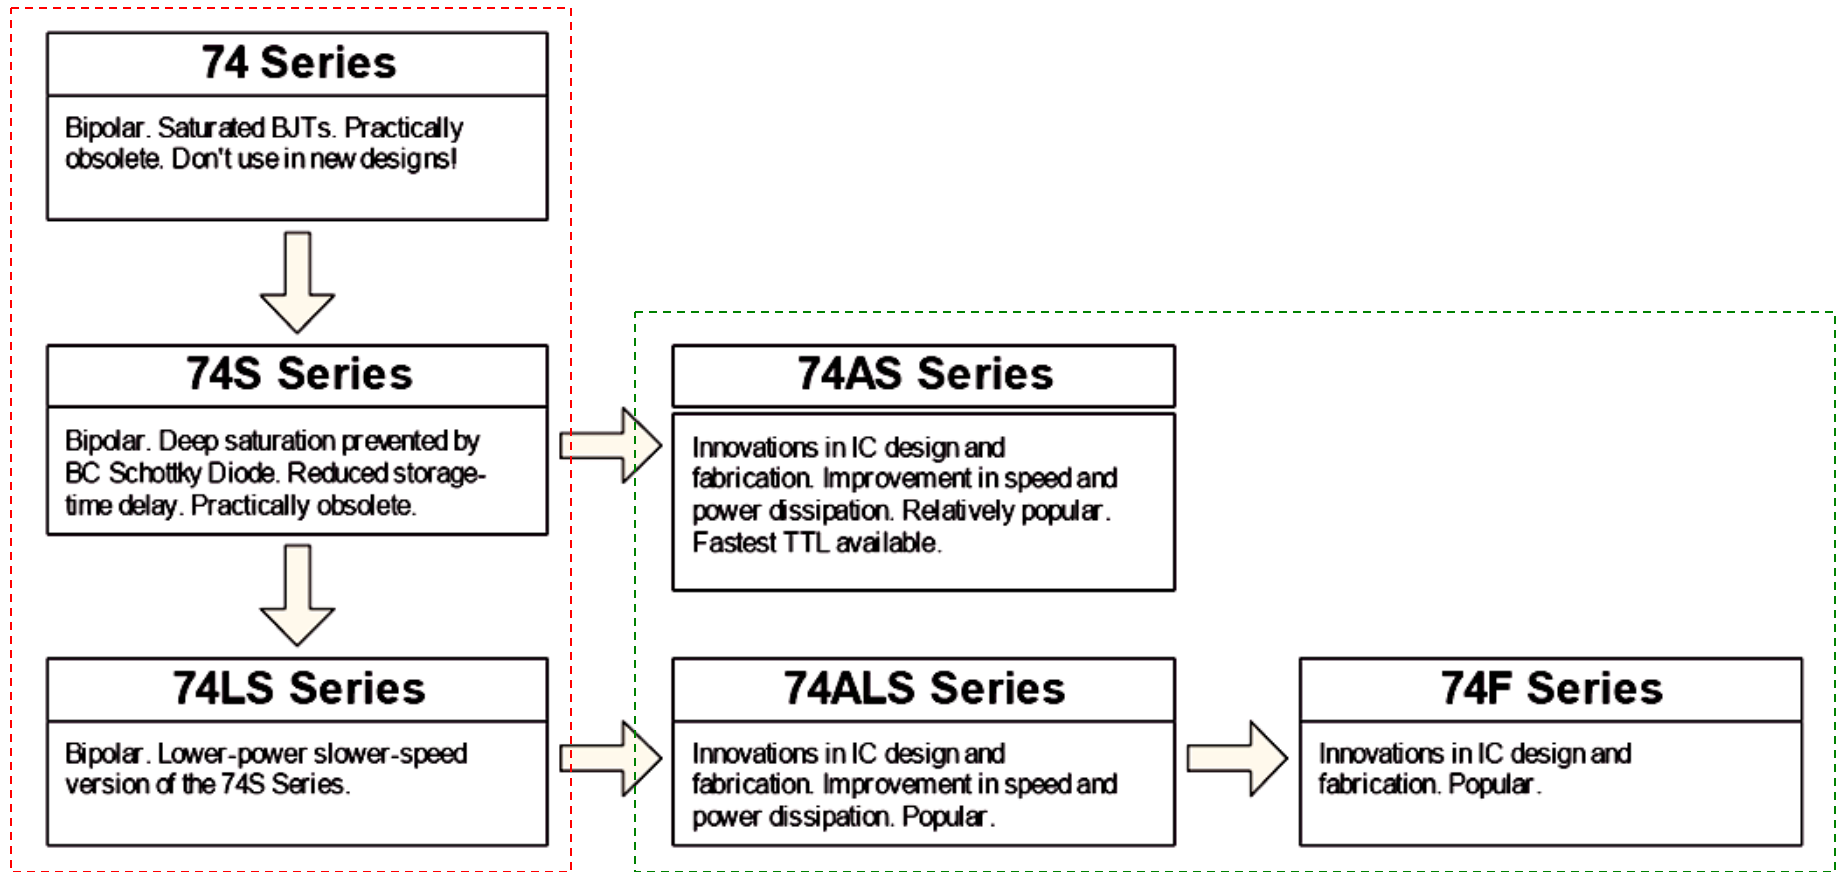 74 Series
Bipolar. Saturated BJTs. Practically
obsolete. Don't use in new designs!
74S Series
Bipolar. Deep saturation prevented by
BC Schottky Diode. Reduced storage-
time delay. Practically obsolete.
74AS Series
Innovations in IC design and
fabrication. Improvement in speed and
power dissipation. Relatively popular.
Fastest TTL available.
74LS Series
Bipolar. Lower-power slower-speed
version of the 74S Series.
74ALS Series
Innovations in IC design and
fabrication. Improvement in speed and
power dissipation. Popular.
74F Series
Innovations in IC design and
fabrication. Popular.